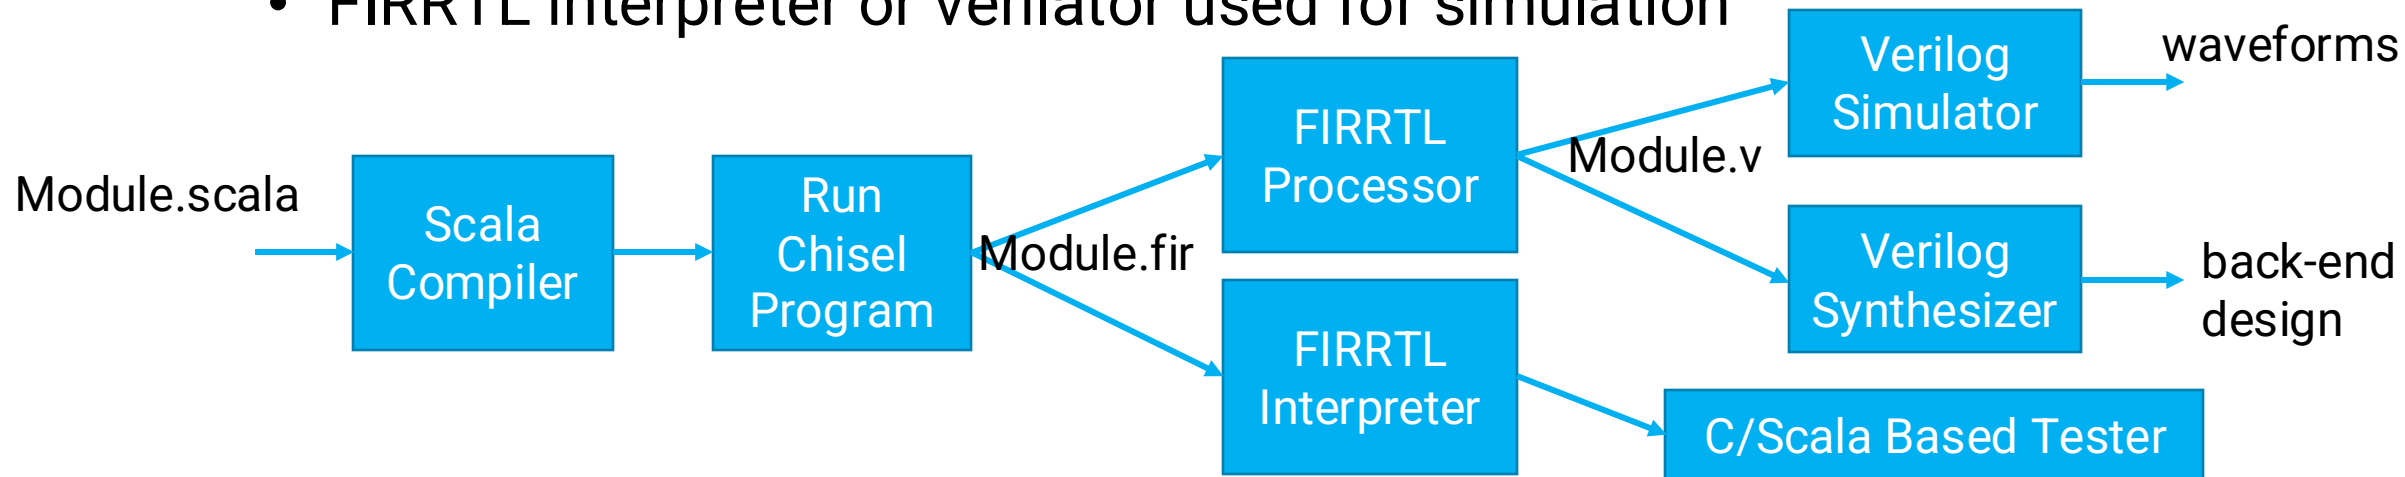 • FIRRTL interpreter or verilator used for simulation
Module.scala
Scala
Compiler
Run
Chisel
Program
Module.fir
FIRRTL
Processor
FIRRTL
Interpreter
Module.v
Verilog
Simulator
waveforms
Verilog
Synthesizer
back-end
design
C/Scala Based Tester